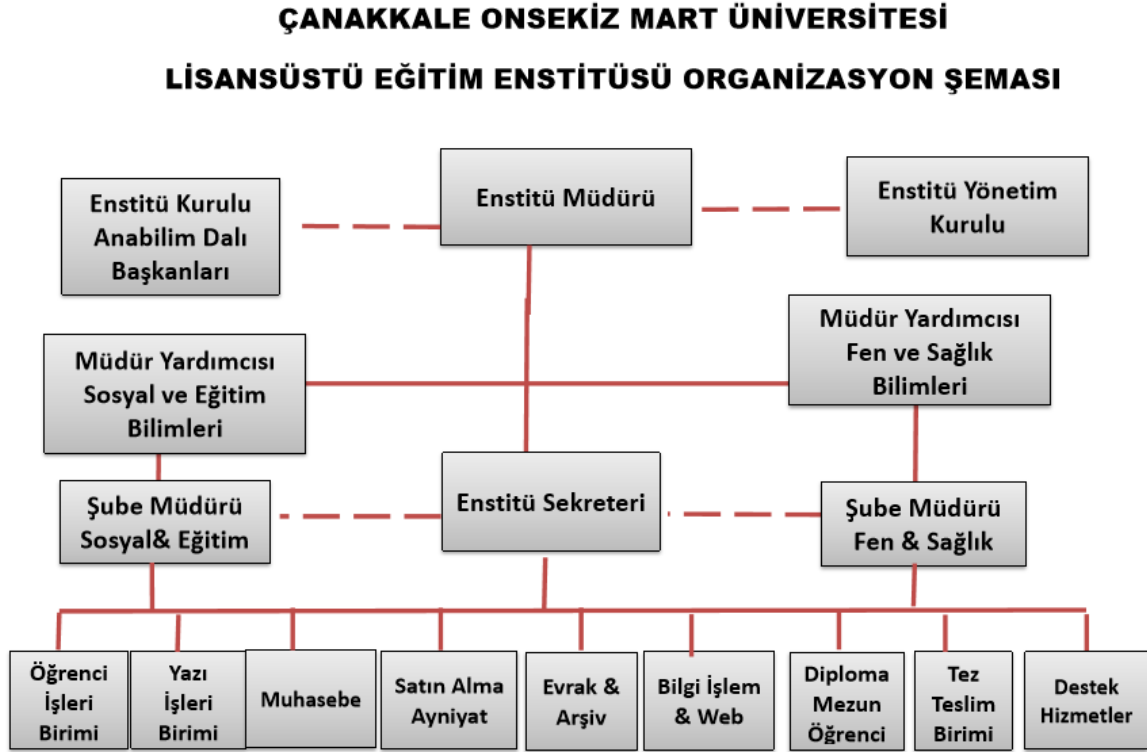 ÇANAKKALE ONSEKİZ MART ÜNİVERSİTESİ
LİSANSÜSTÜ EĞİTİM ENSTİTÜSÜ ORGANİZASYON ŞEMASI
Enstitü Kurulu
Anabilim Dalı
Başkanları
Enstitü Müdürü
Enstitü Yönetim
Kurulu
Müdür Yardımcısı
Sosyal ve Eğitim
Bilimleri
Müdür Yardımcısı
Fen ve Sağlık
Bilimleri
Şube Müdürü
Sosyal& Eğitim
Enstitü Sekreteri
Şube Müdürü
Fen & Sağlık
Öğrenci
İşleri
Birimi
Yazı
İşleri
Birimi
Muhasebe
Satın Alma
Ayniyat
Evrak &
Arşiv
Bilgi İşlem
& Web
Diploma
Mezun
Öğrenci
Tez
Teslim
Birimi
Destek
Hizmetler